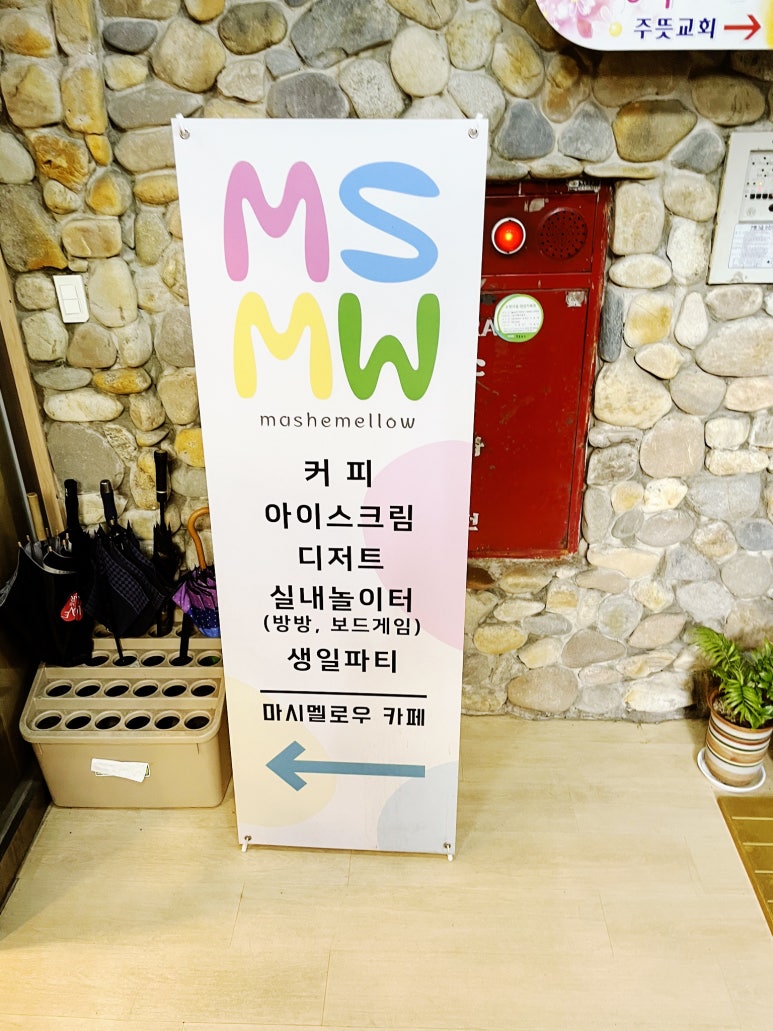 주뜻교회
MS
MW
mashemellow
커 피
아이스크림
디저트
실내놀이터
(방방, 보드게임)
생일파티
마시멜로우 카페